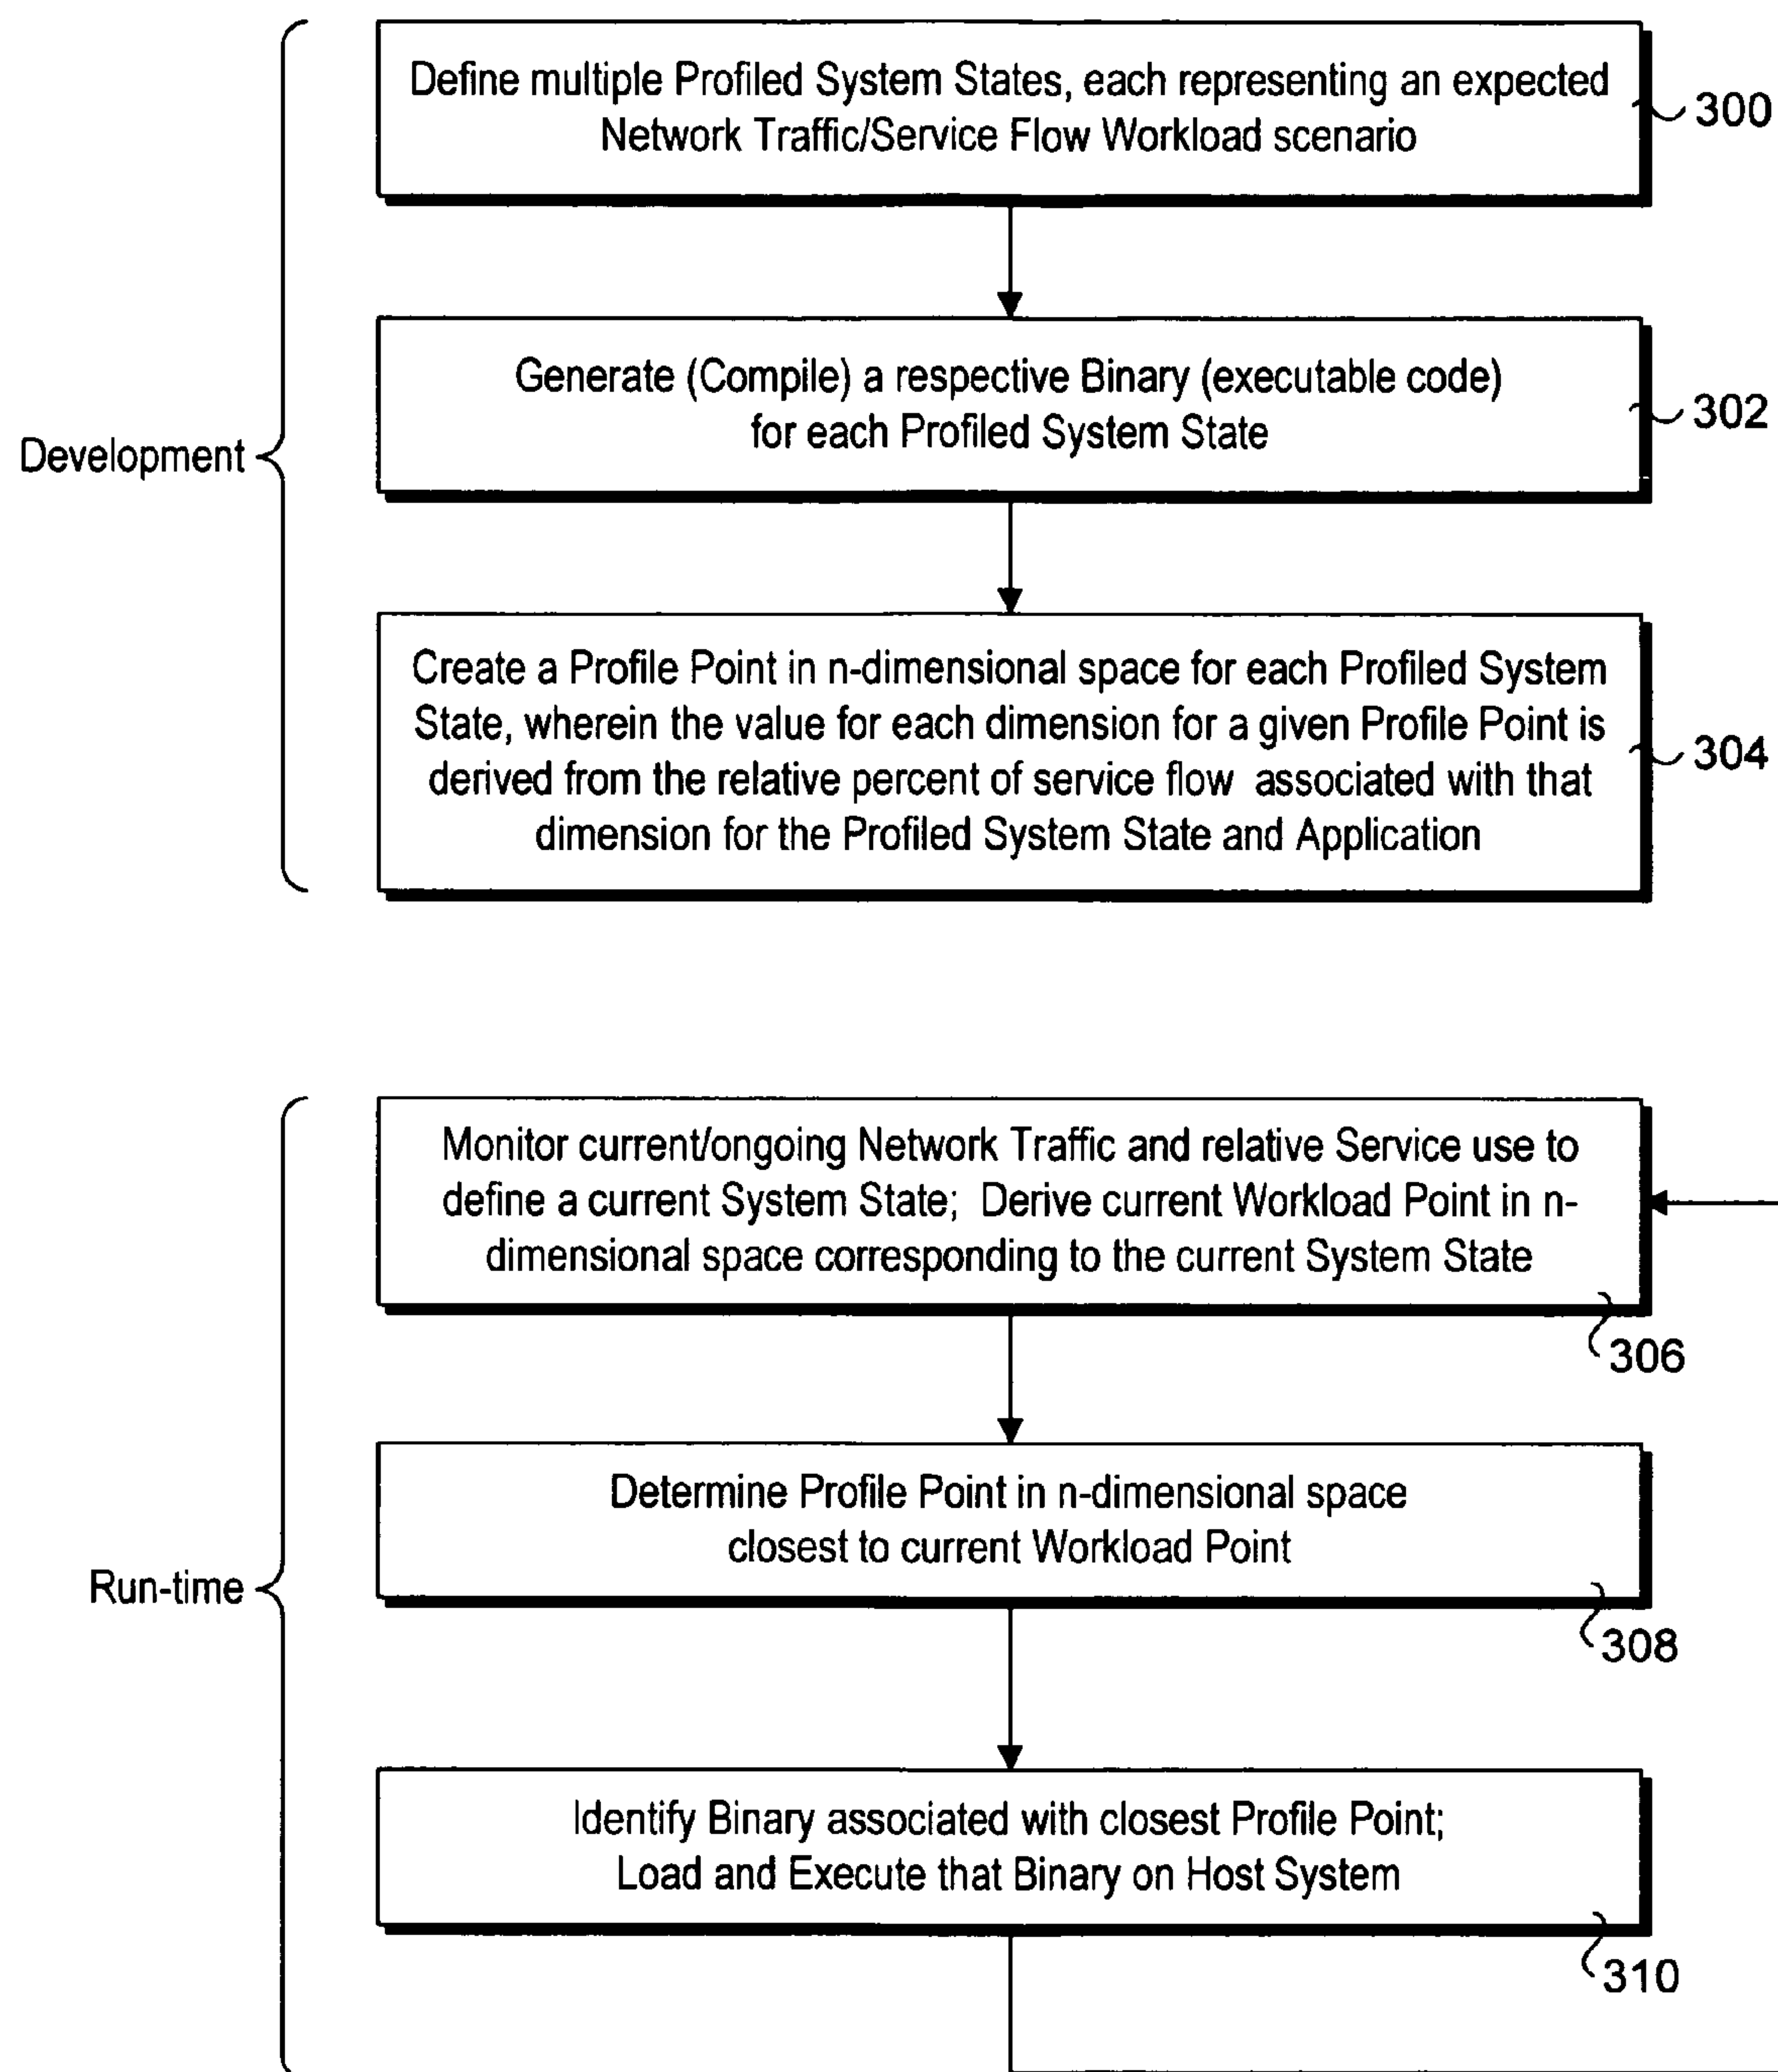 Define multiple Profiled System States, each representing an expected
Network Traffic/Service Flow Workload scenario
300
Generate (Compile) a respective Binary (executable code)
for each Profiled System State
302
Development
Create a Profile Point in n-dimensional space for each Profiled System
State, wherein the value for each dimension for a given Profile Point is
derived from the relative percent of service flow associated with that
dimension for the Profiled System State and Application
304
Monitor current/ongoing Network Traffic and relative Service use to
define a current System State; Derive current Workload Point in n-
dimensional space corresponding to the current System State
306
Determine Profile Point in n-dimensional space
closest to current Workload Point
308
Run-time
Identify Binary associated with closest Profile Point;
Load and Execute that Binary on Host System
310